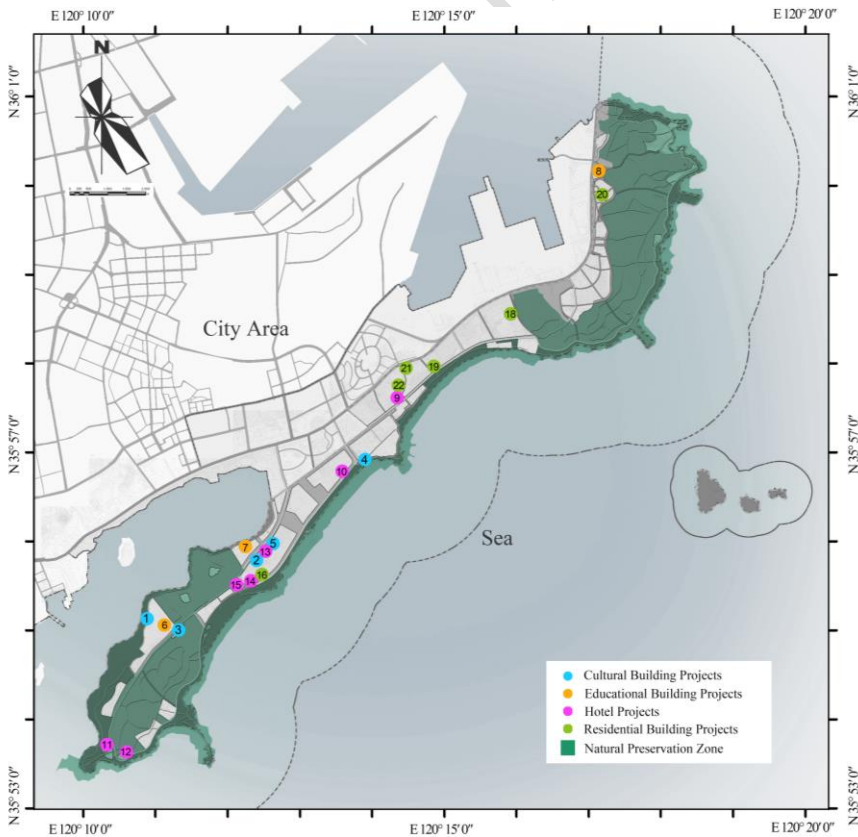 E 120° 10′ 0″
E 120° 15′ 0″
E 120° 20′ 0″
N 36° 1′ 0″
N 36° 1′ 0″
N
8
20
18
City Area
21
19
22
9
N 35° 57′ 0″
N 35° 57′ 0″
4
10
Sea
5
7
13
2
16
14
15
1
6
3
Cultural Building Projects
Educational Building Projects
Hotel Projects
Residential Building Projects
Natural Preservation Zone
11
12
N 35° 53′ 0″
N 35° 53′ 0″
E 120° 10′ 0″
E 120° 15′ 0″
E 120° 20′ 0″